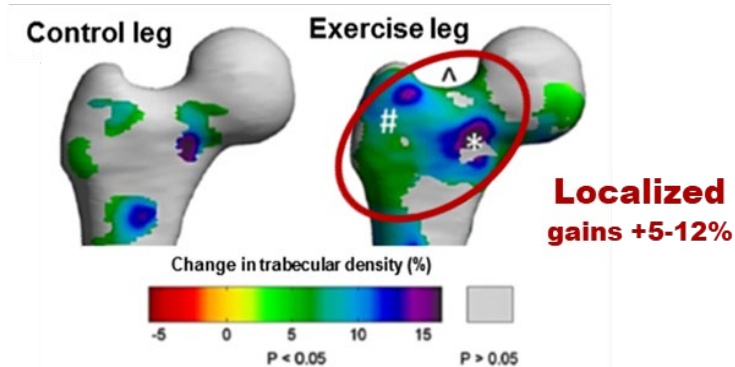 Control leg
Exercise leg
^
#
*
Localized
gains +5-12%
Change in trabecular density (%)
-5 0 5 10 15
P < 0.05
P > 0.05